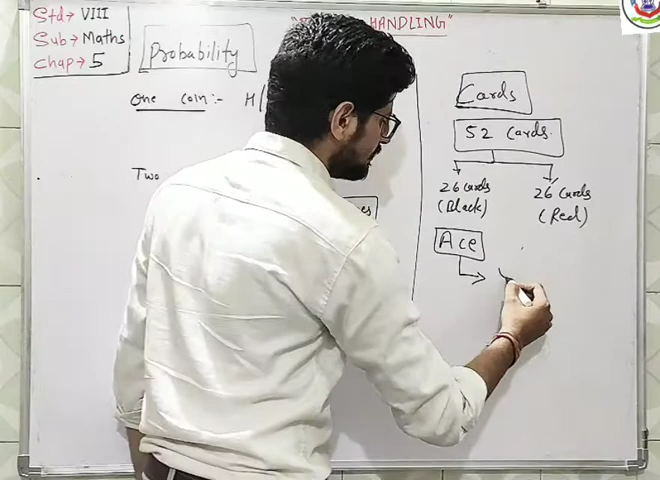 Std → VIII
Sub → Maths
Chap → 5
HANDLING"
Probability
One coin :- H
Two
Cards
52 Cards
26 Cards
(Black)
26 Cards
(Red)
Ace